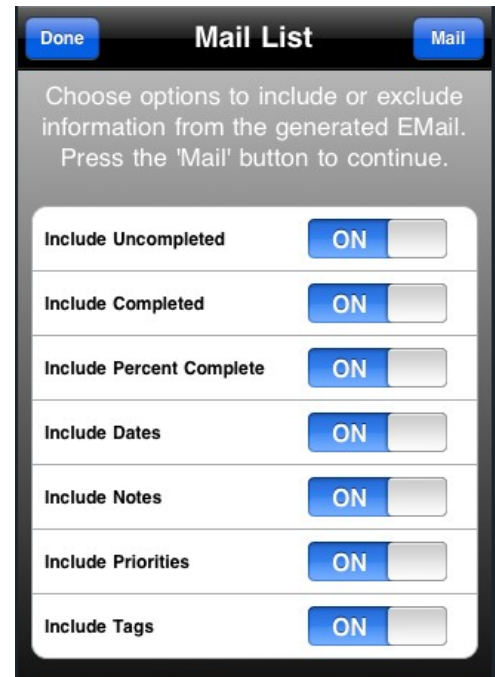 Done Mail List Mail
Choose options to include or exclude
information from the generated EMail.
Press the 'Mail' button to continue.
Include Uncompleted ON
Include Completed ON
Include Percent Complete ON
Include Dates ON
Include Notes ON
Include Priorities ON
Include Tags ON